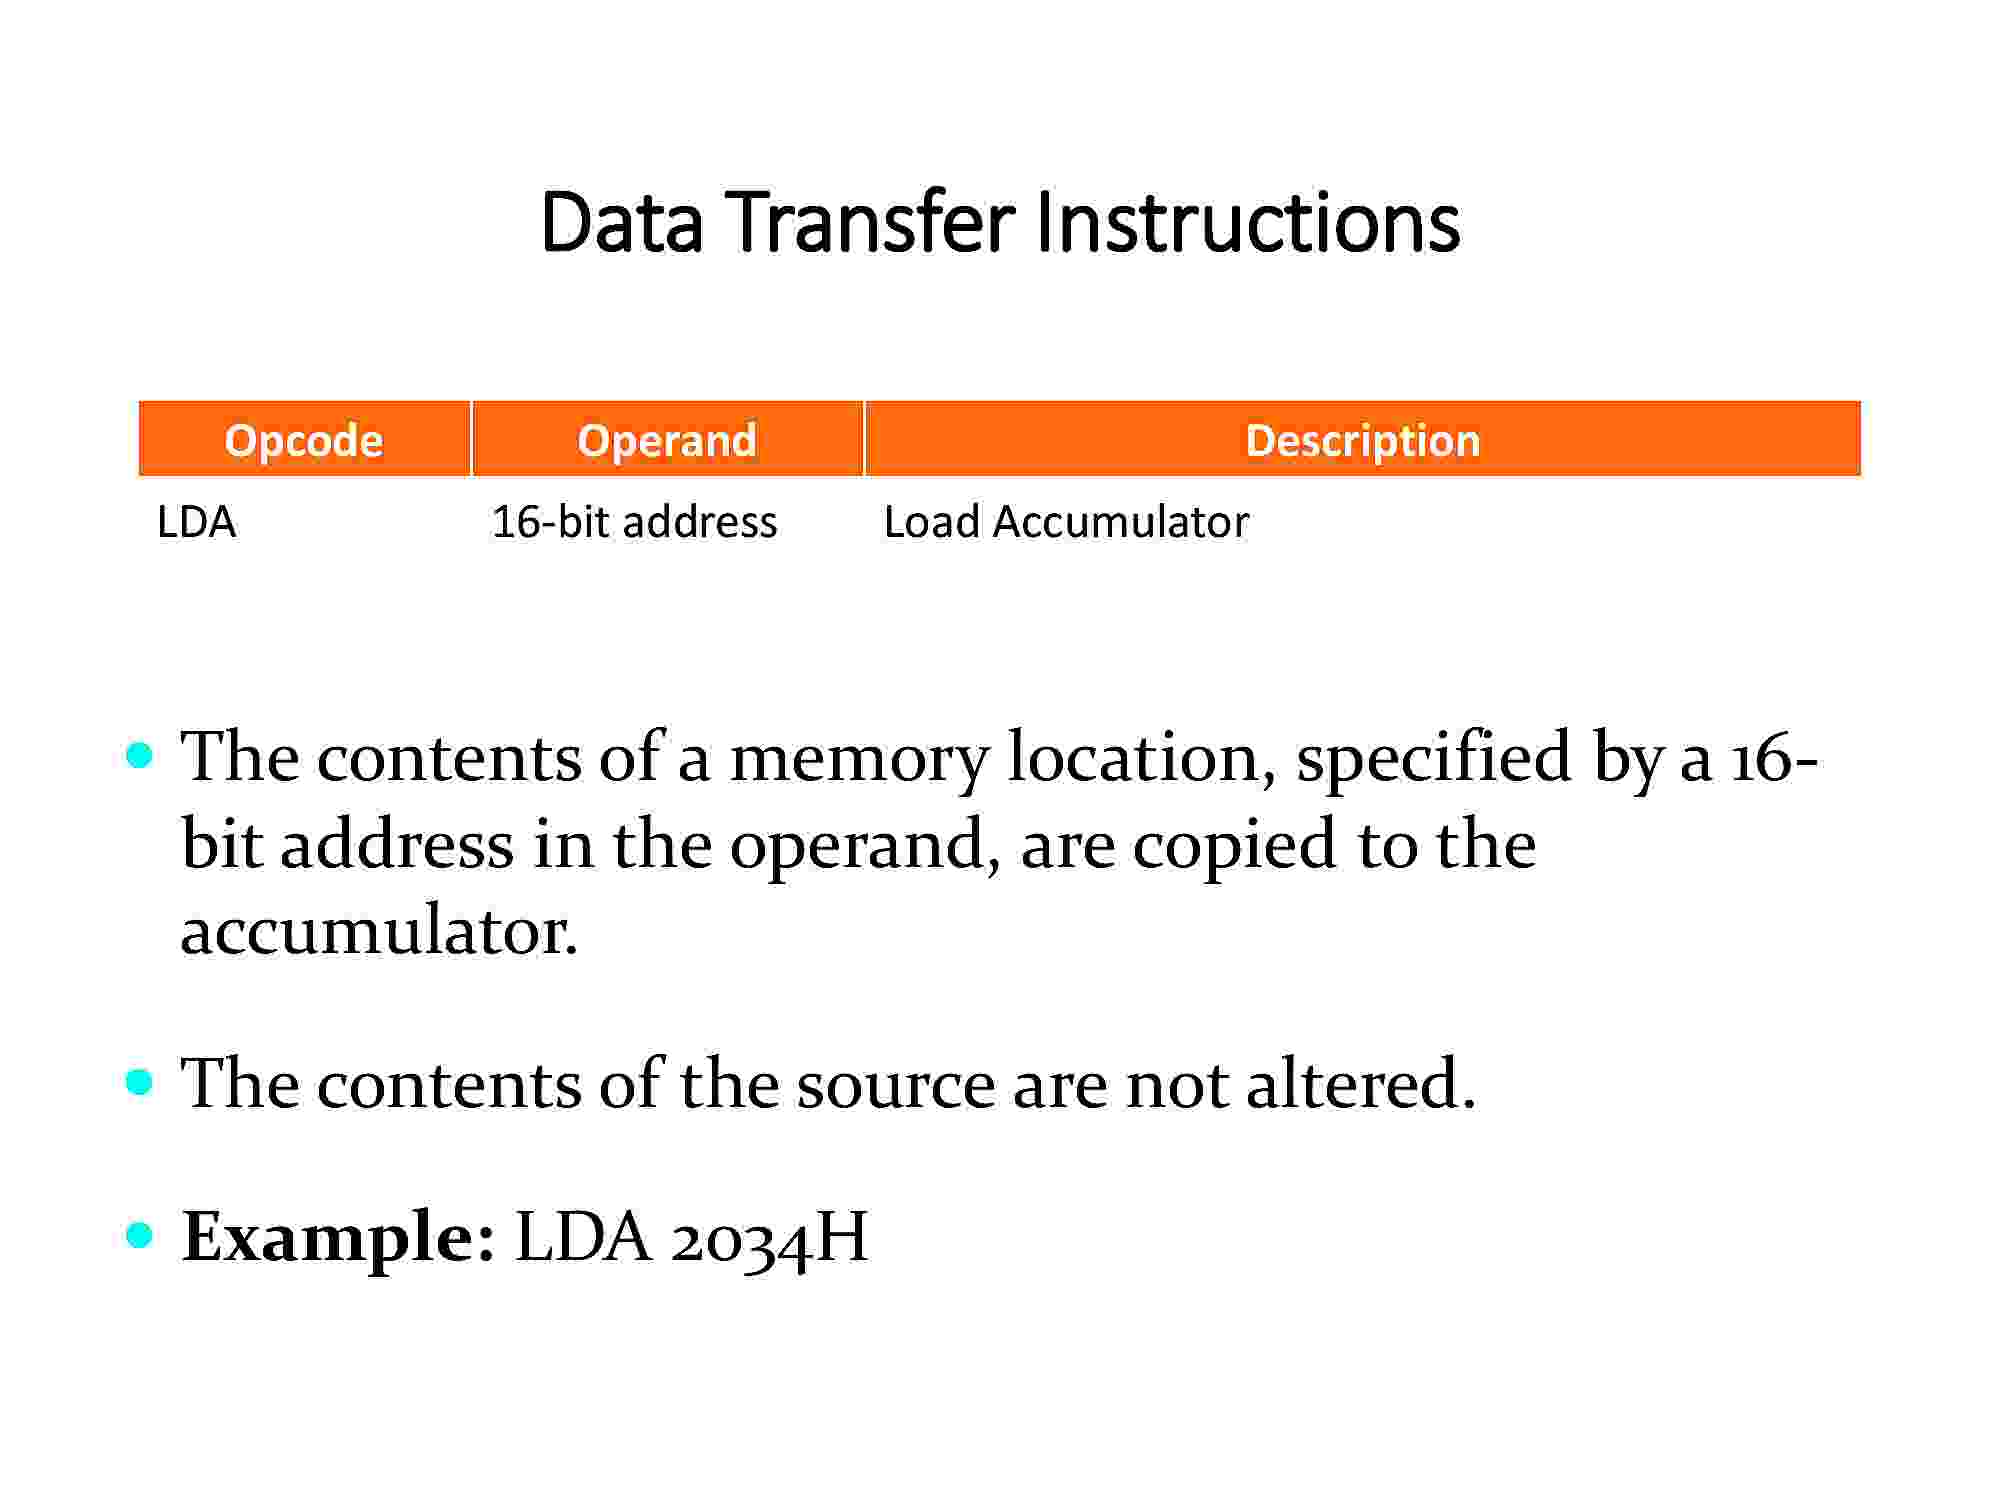 Data Transfer Instructions
Opcode Operand Description
LDA 16-bit address Load Accumulator
• The contents of a memory location, specified by a 16-
bit address in the operand, are copied to the
accumulator.
• The contents of the source are not altered.
• Example: LDA 2034H